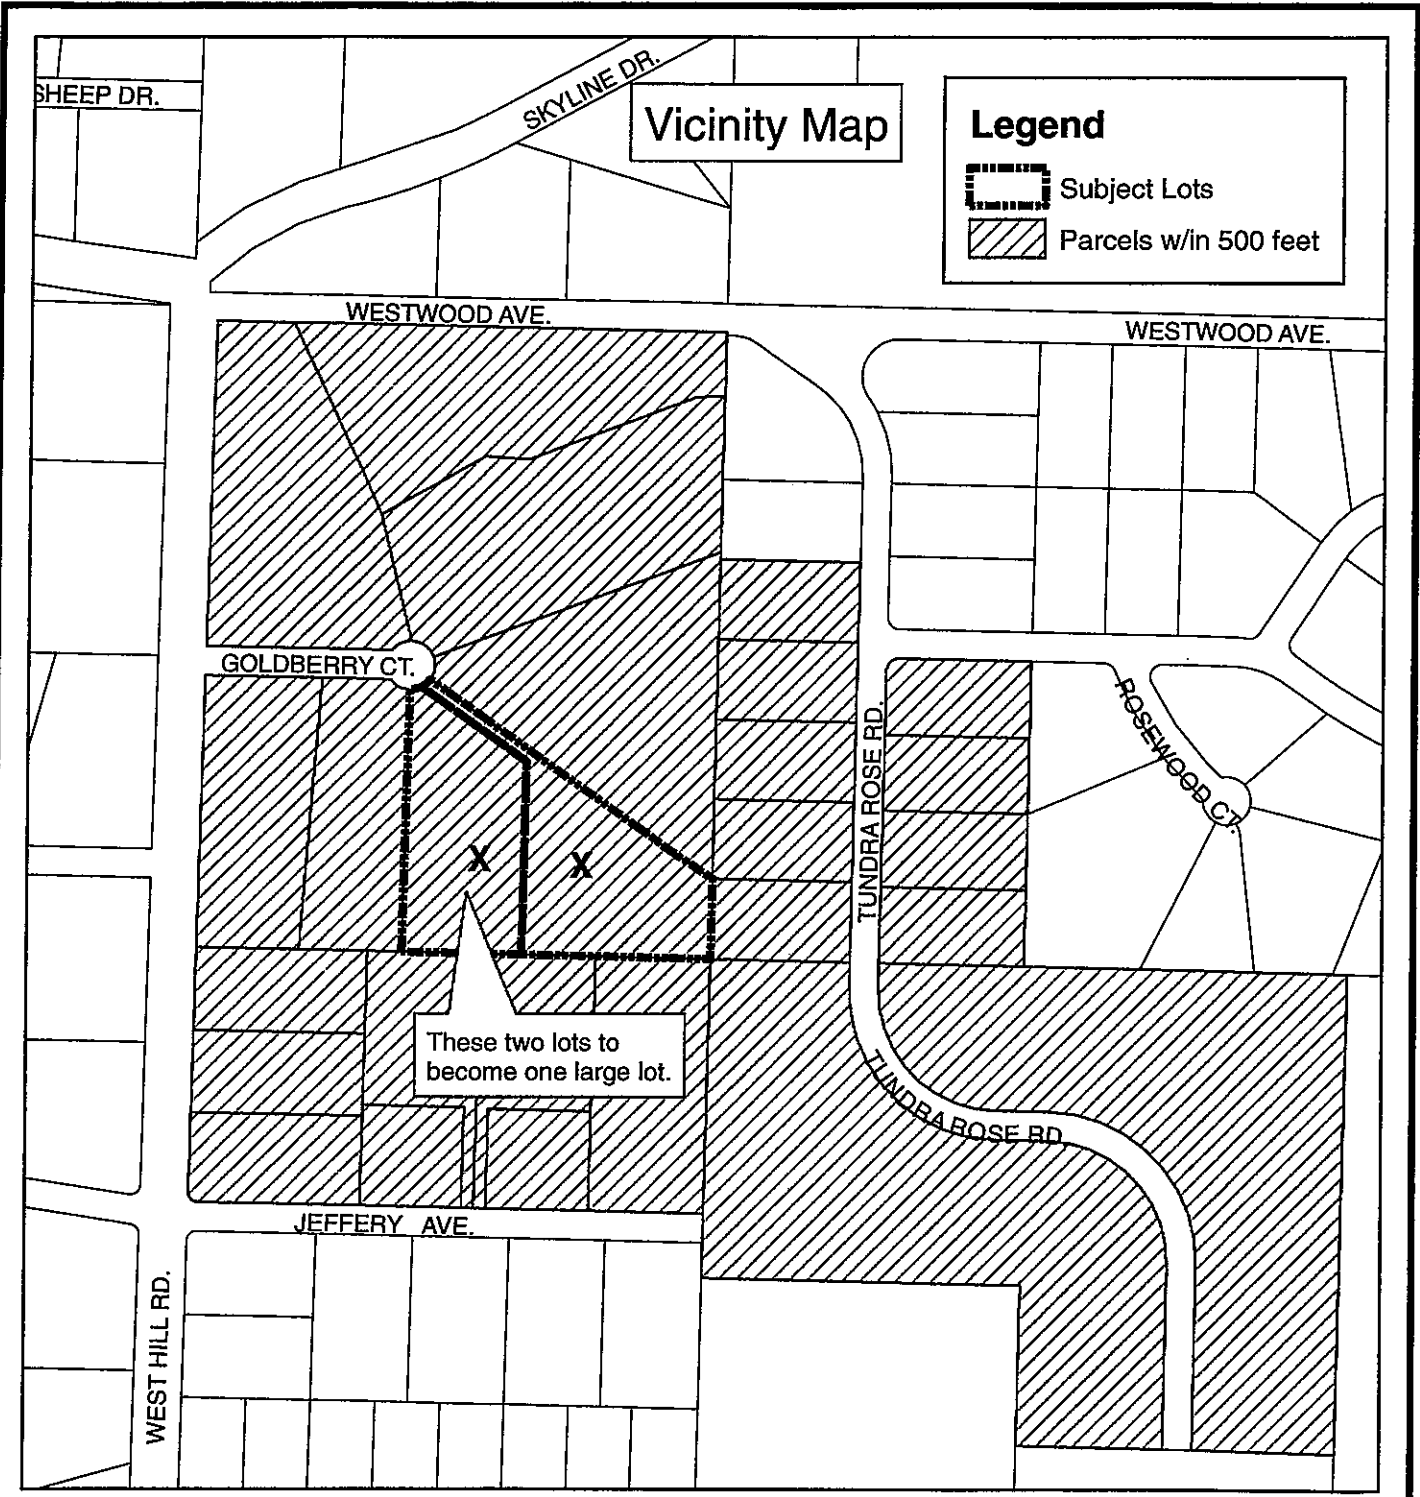 SHEEP DR.
SKYLINE DR.
Vicinity Map
Legend
Subject Lots
Parcels w/in 500 feet
WESTWOOD AVE.
WESTWOOD AVE.
GOLDBERRY CT.
ROSEWOOD CT.
TUNDRA ROSE RD.
X
X
These two lots to
become one large lot.
TUNDRA ROSE RD.
JEFFERY AVE.
WEST HILL RD.